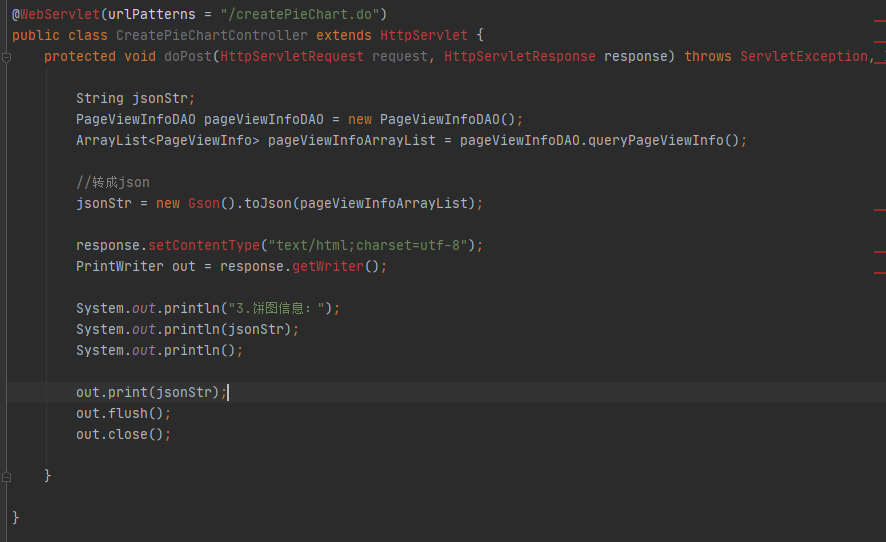 @WebServlet(urlPatterns = "/createPieChart.do")
public class CreatePieChartController extends HttpServlet {
protected void doPost(HttpServletRequest request, HttpServletResponse response) throws ServletException,
String jsonStr;
PageViewInfoDAO pageViewInfoDAO = new PageViewInfoDAO();
ArrayList<PageViewInfo> pageViewInfoArrayList = pageViewInfoDAO.queryPageViewInfo();
//转成json
jsonStr = new Gson().toJson(pageViewInfoArrayList);
response.setContentType("text/html;charset=utf-8");
PrintWriter out = response.getWriter();
System.out.println("3.饼图信息：");
System.out.println(jsonStr);
System.out.println();
out.print(jsonStr);
out.flush();
out.close();
}
}